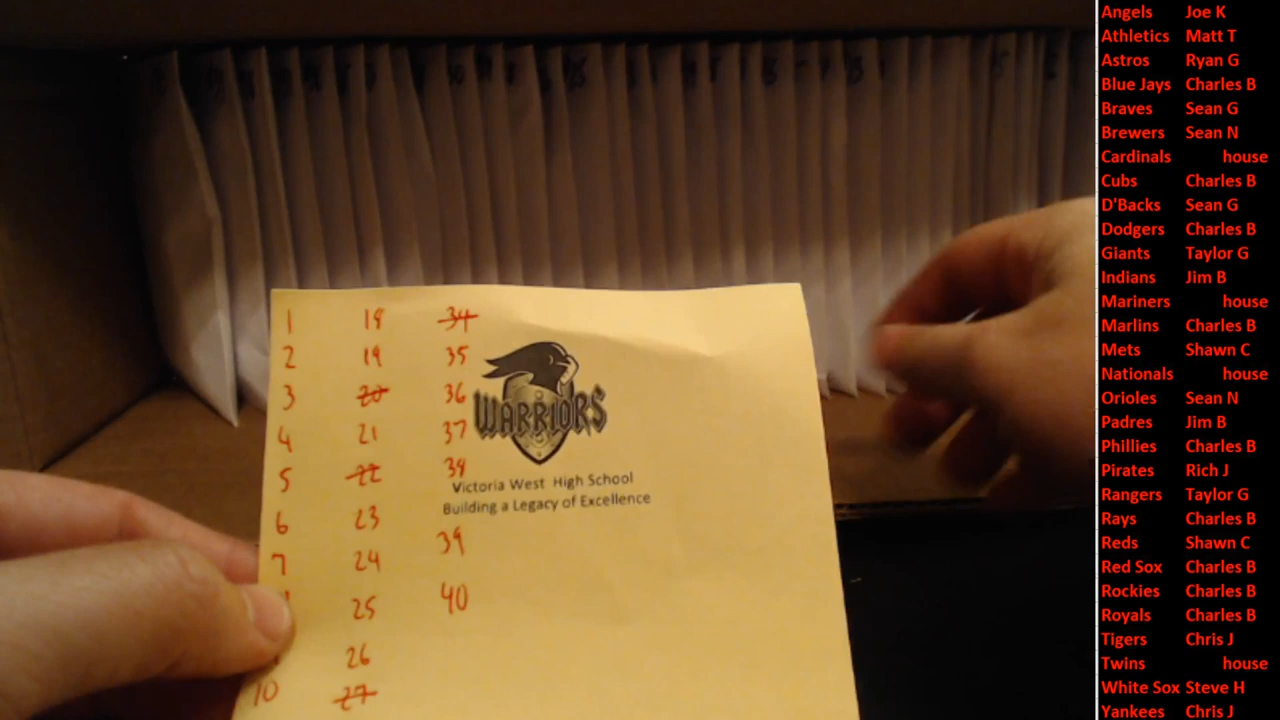 1 18 34
2 19 35
3 20 36
4 21 37
5 22 38
6 23
7 24 39
25 40
26
10 27
WARRIORS
Victoria West High School
Building a Legacy of Excellence
Angels Joe K
Athletics Matt T
Astros Ryan G
Blue Jays Charles B
Braves Sean G
Brewers Sean N
Cardinals house
Cubs Charles B
D'Backs Sean G
Dodgers Charles B
Giants Taylor G
Indians Jim B
Mariners house
Marlins Charles B
Mets Shawn C
Nationals house
Orioles Sean N
Padres Jim B
Phillies Charles B
Pirates Rich J
Rangers Taylor G
Rays Charles B
Reds Shawn C
Red Sox Charles B
Rockies Charles B
Royals Charles B
Tigers Chris J
Twins house
White Sox Steve H
Yankees Chris J